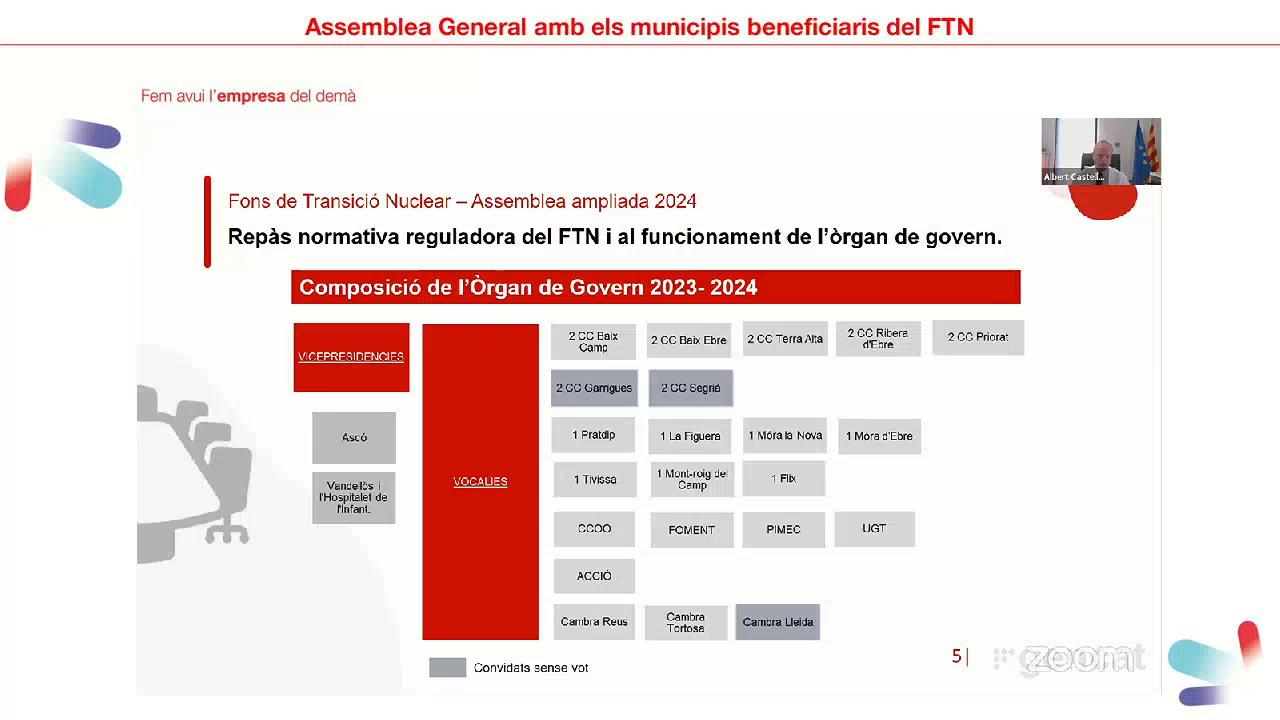 Assemblea General amb els municipis beneficiaris del FTN
Fem avui l'empresa del demà
Albert Castell...
Fons de Transició Nuclear – Assemblea ampliada 2024
Repàs normativa reguladora del FTN i al funcionament de l'òrgan de govern.
Composició de l'Òrgan de Govern 2023- 2024
VICEPRESIDENCIES
Ascó
Vandellòs i
l'Hospitalet de
l'Infant.
VOCALIES
2 CC Baix
Camp
2 CC Baix Ebre
2 CC Terra Alta
2 CC Ribera
d'Ebre
2 CC Priorat
2 CC Garrigues
2 CC Segrià
1 Pratdip
1 La Figuera
1 Móra la Nova
1 Móra d'Ebre
1 Tivissa
1 Mont-roig del
Camp
1 Flix
CCOO
FOMENT
PIMEC
UGT
ACCIÓ
Cambra Reus
Cambra
Tortosa
Cambra Lleida
Convidats sense vot
5|
zoom